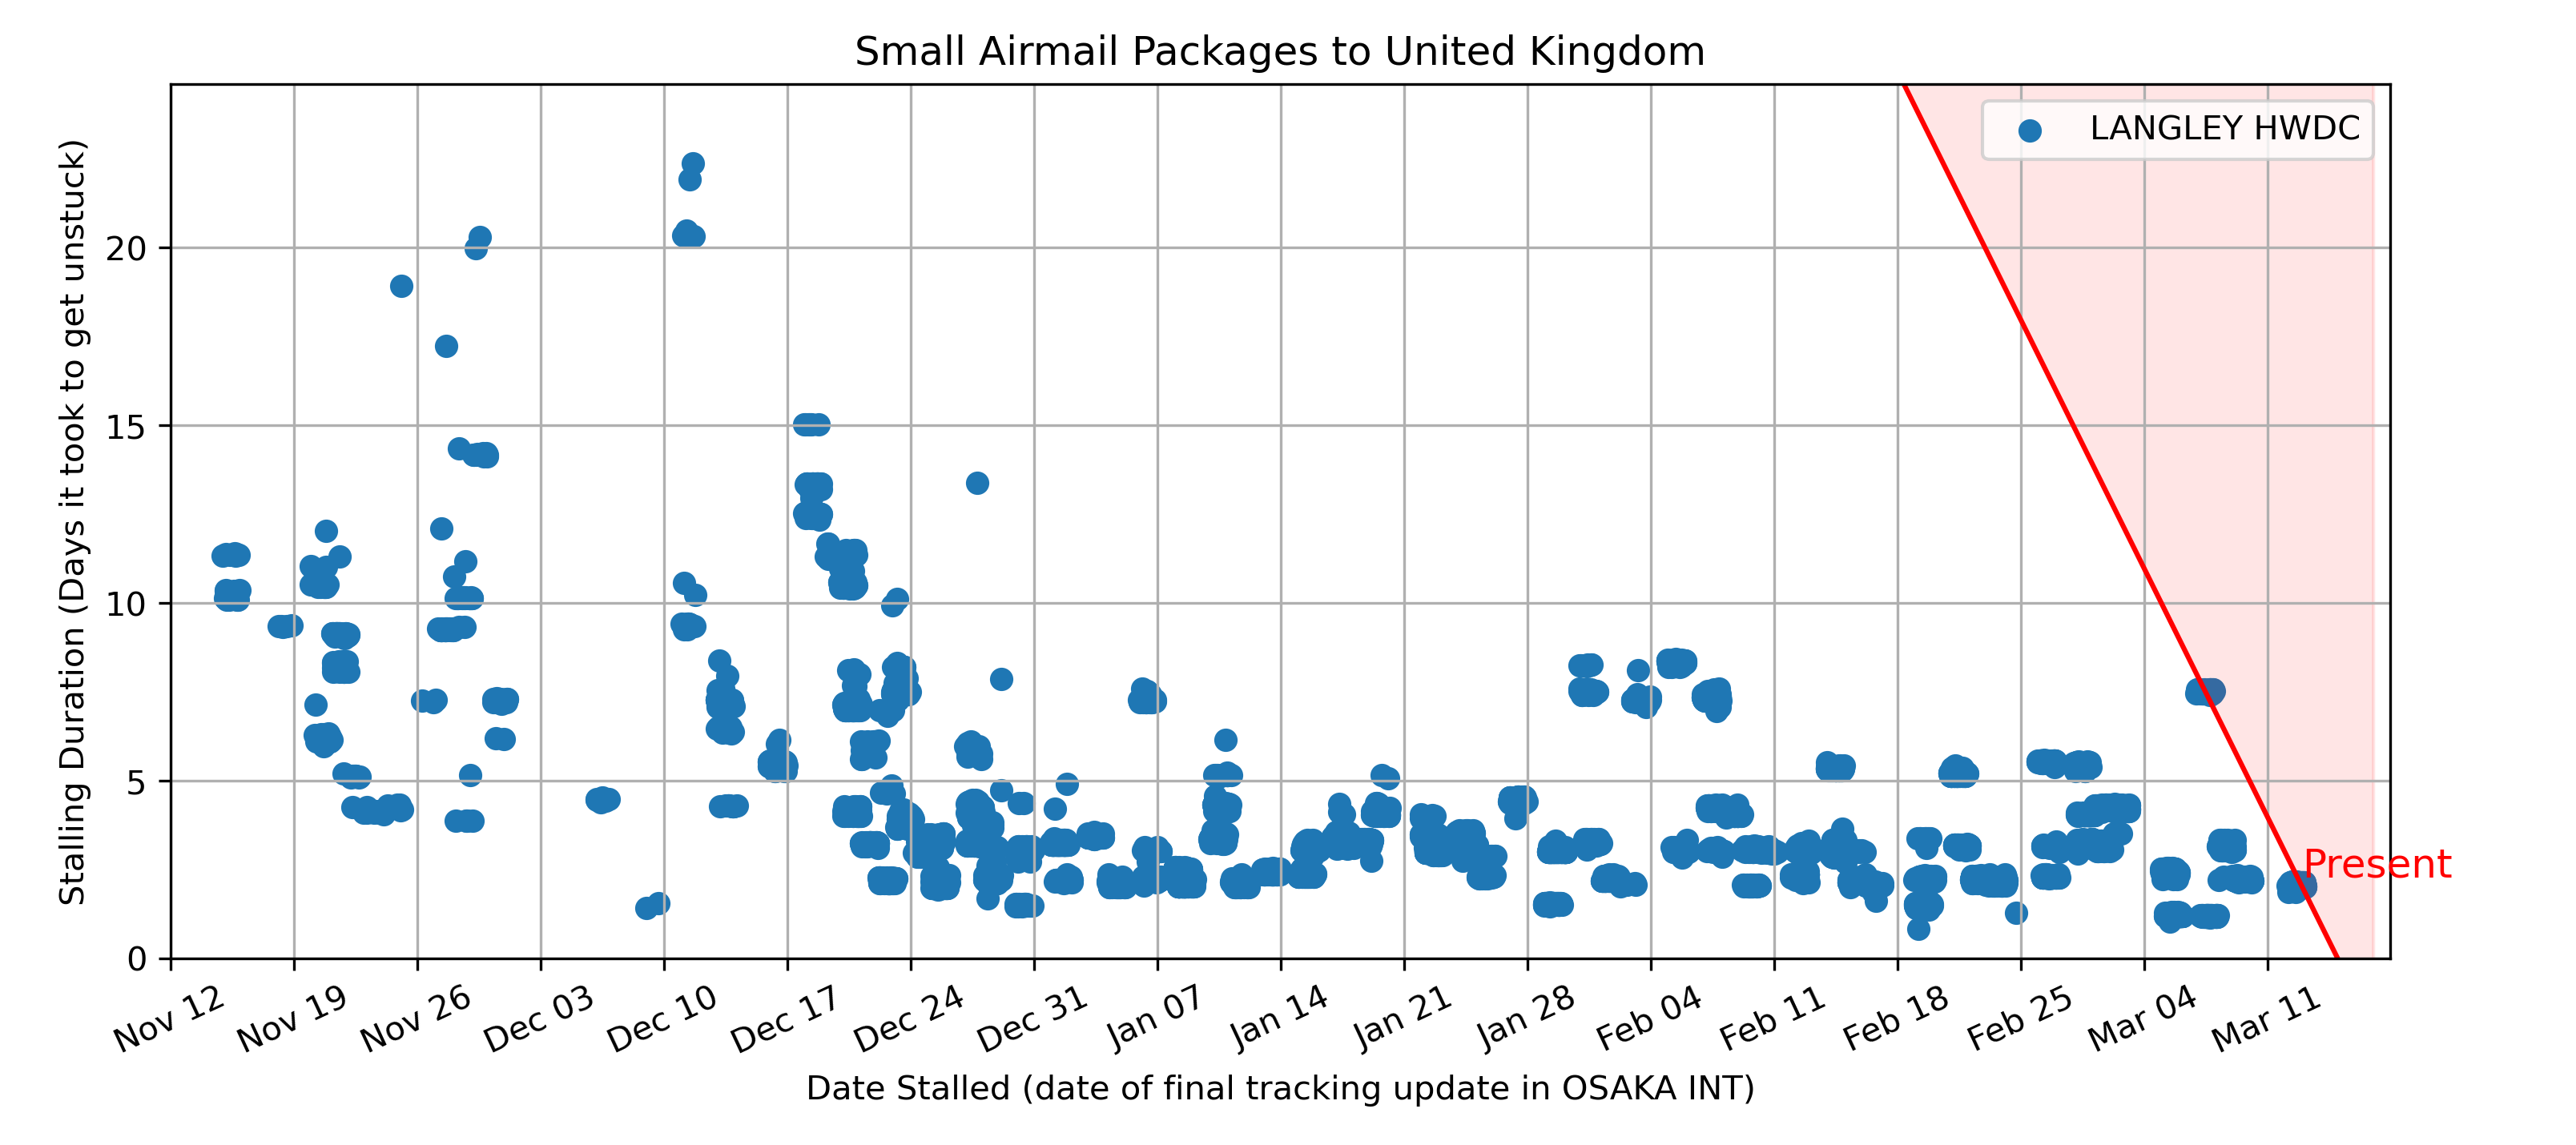 Small Airmail Packages to United Kingdom
LANGLEY HWDC
Stalling Duration (Days it took to get unstuck)
20
15
10
5
0
Present
Nov 12
Nov 19
Nov 26
Dec 03
Dec 10
Dec 17
Dec 24
Dec 31
Jan 07
Jan 14
Jan 21
Jan 28
Feb 04
Feb 11
Feb 18
Feb 25
Mar 04
Mar 11
Date Stalled (date of final tracking update in OSAKA INT)